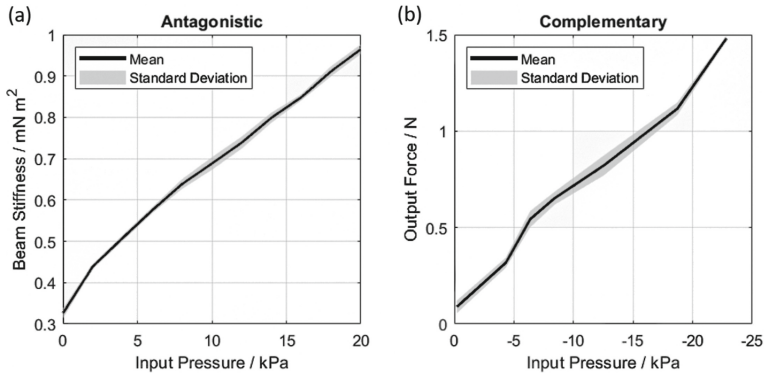 (a)
Antagonistic
Mean
Standard Deviation
Beam Stiffness / mN m²
1
0.9
0.8
0.7
0.6
0.5
0.4
0.3
0 5 10 15 20
Input Pressure / kPa
(b)
Complementary
Mean
Standard Deviation
Output Force / N
1.5
1
0.5
0
0 -5 -10 -15 -20 -25
Input Pressure / kPa